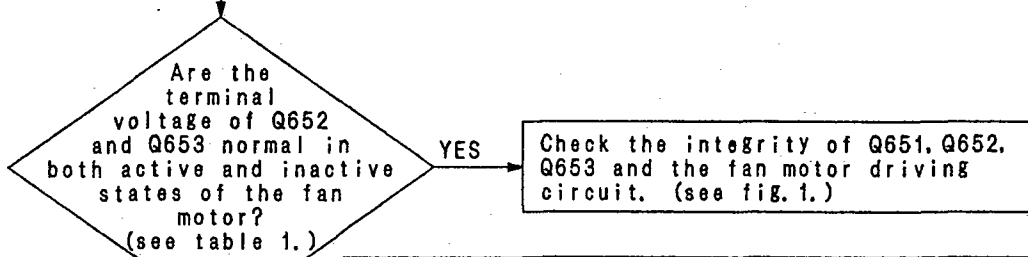 Are the
terminal
voltage of Q652
and Q653 normal in
both active and inactive
states of the fan
motor?
(see table 1.)
YES
Check the integrity of Q651, Q652,
Q653 and the fan motor driving
circuit. (see fig. 1.)